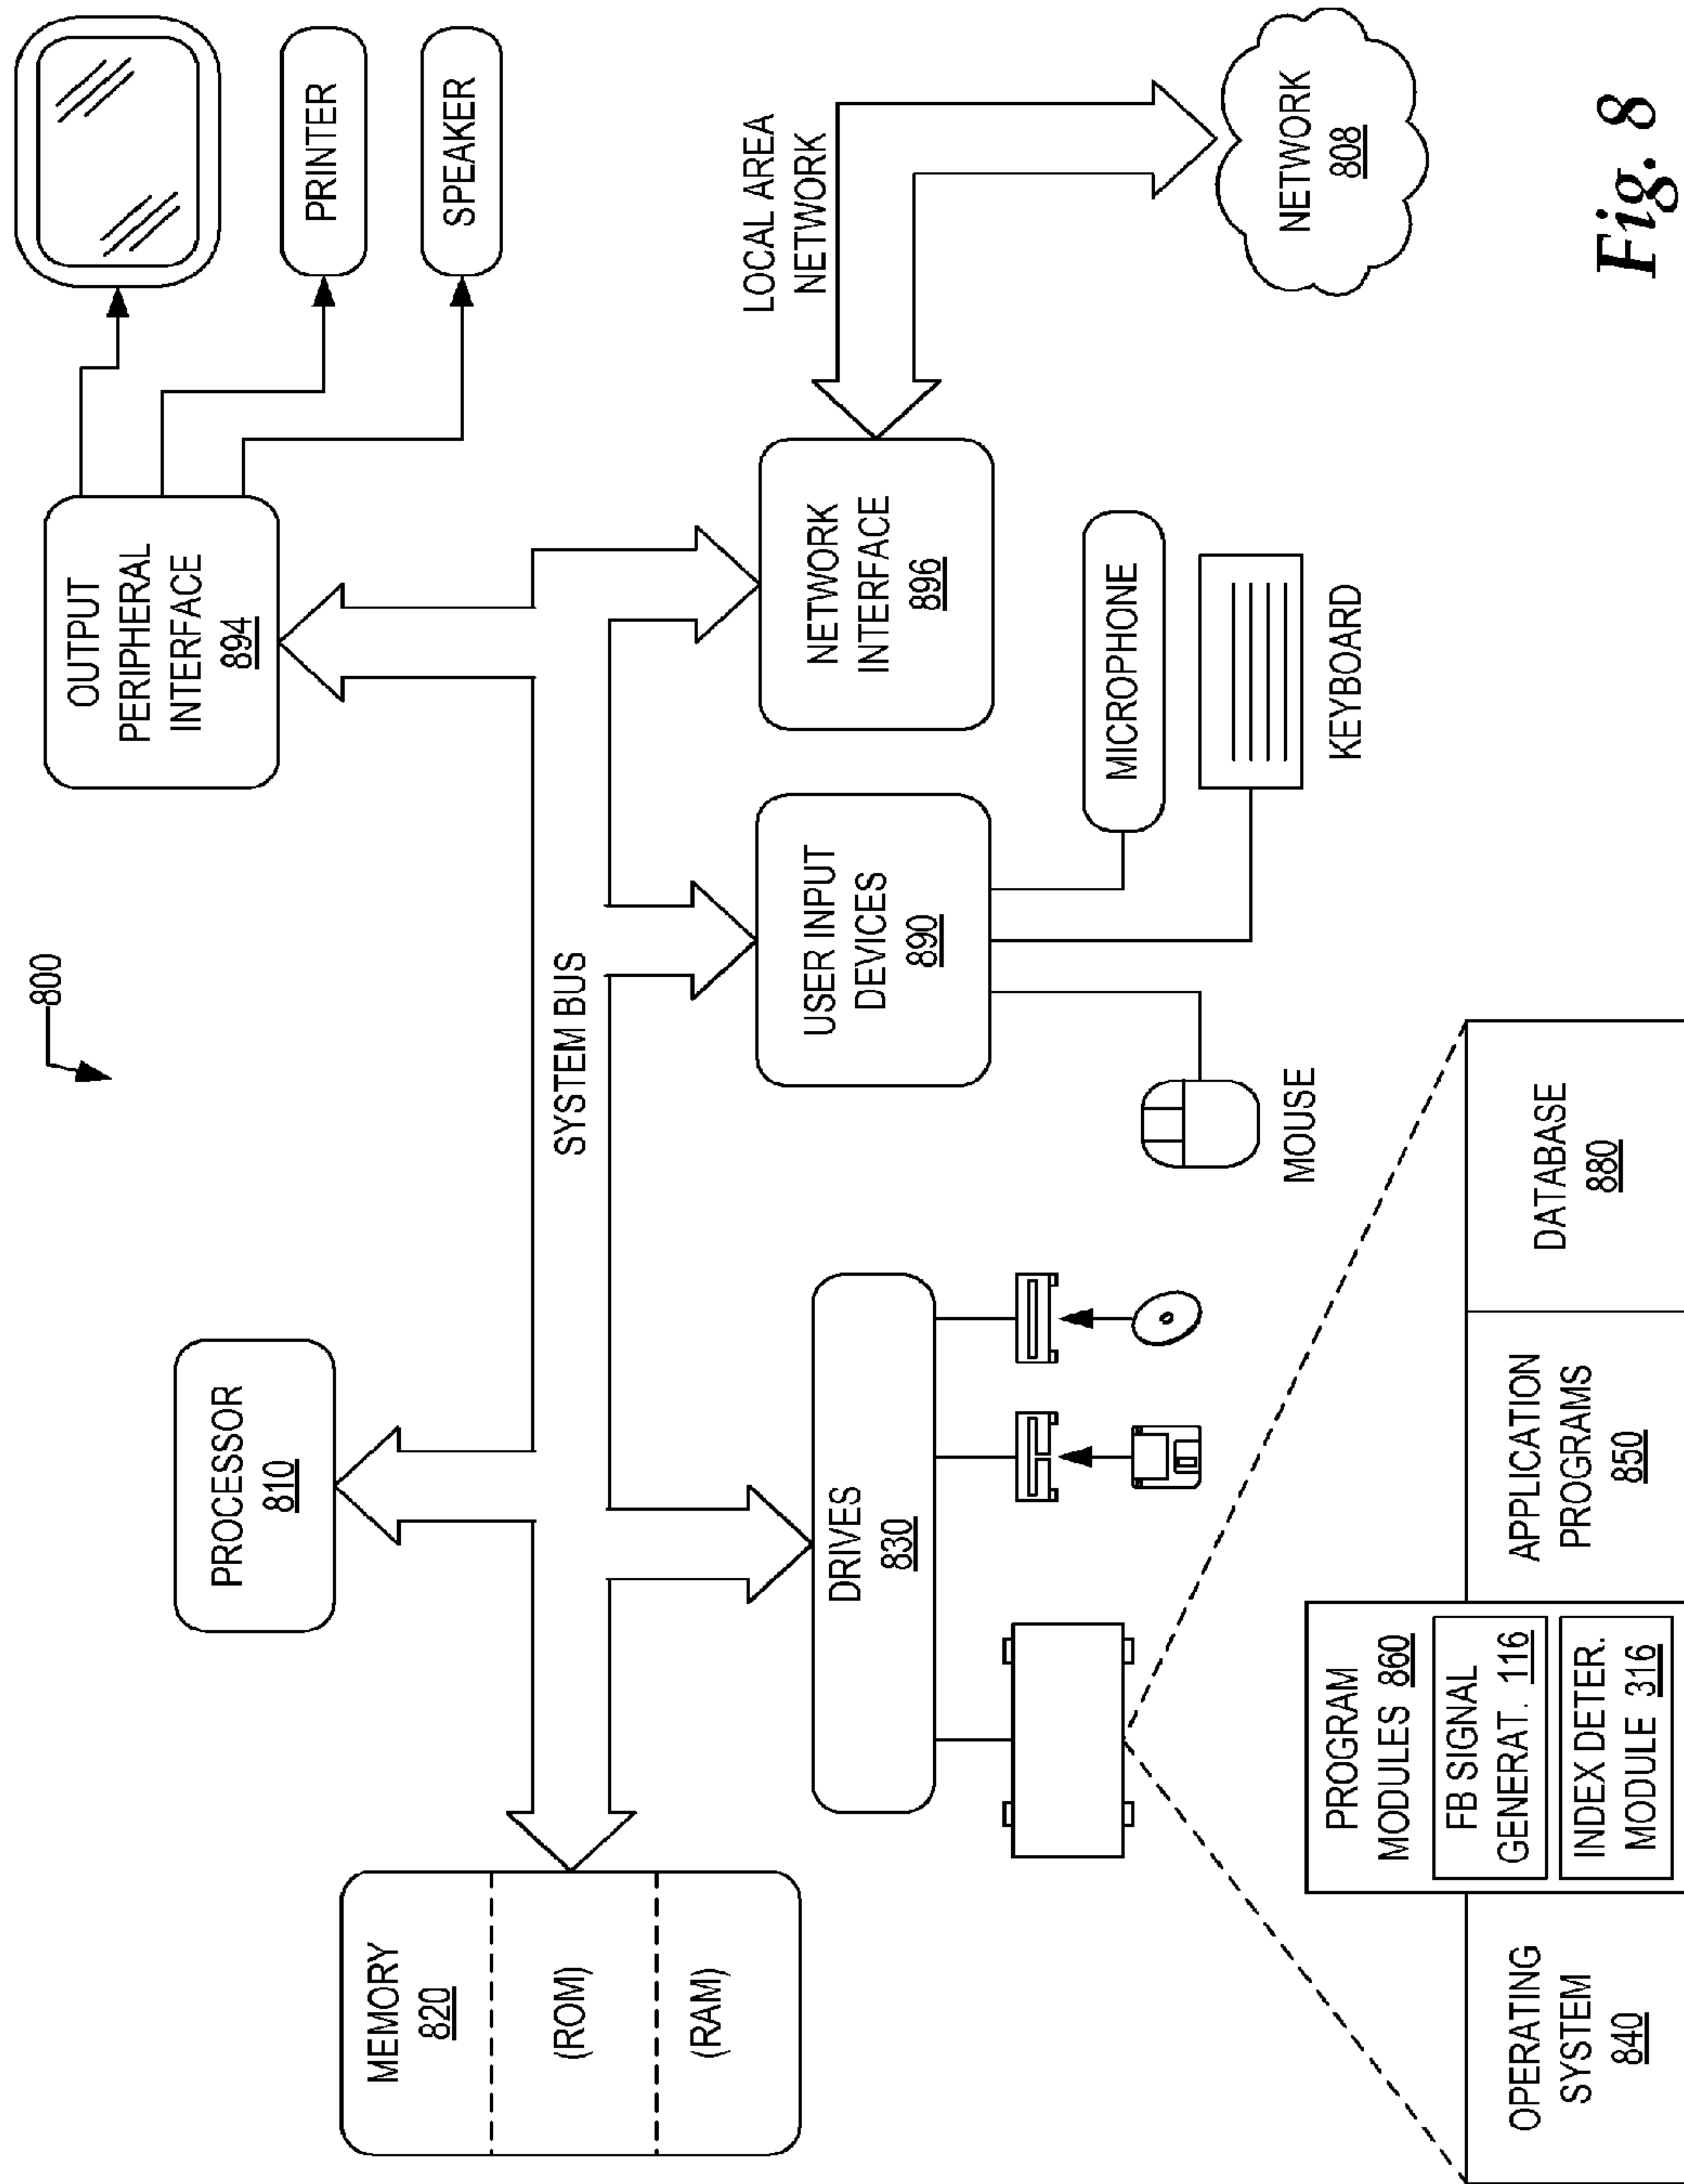 800
OUTPUT
PERIPHERAL
INTERFACE
894
PRINTER
SPEAKER
PROCESSOR
810
MEMORY
820
(ROM)
(RAM)
SYSTEM BUS
LOCAL AREA
NETWORK
DRIVES
830
USER INPUT
DEVICES
890
NETWORK
INTERFACE
896
MICROPHONE
KEYBOARD
MOUSE
NETWORK
808
OPERATING
SYSTEM
840
PROGRAM
MODULES 860
FB SIGNAL
GENERAT. 116
INDEX DETER.
MODULE 316
APPLICATION
PROGRAMS
850
DATABASE
880
Fig. 8